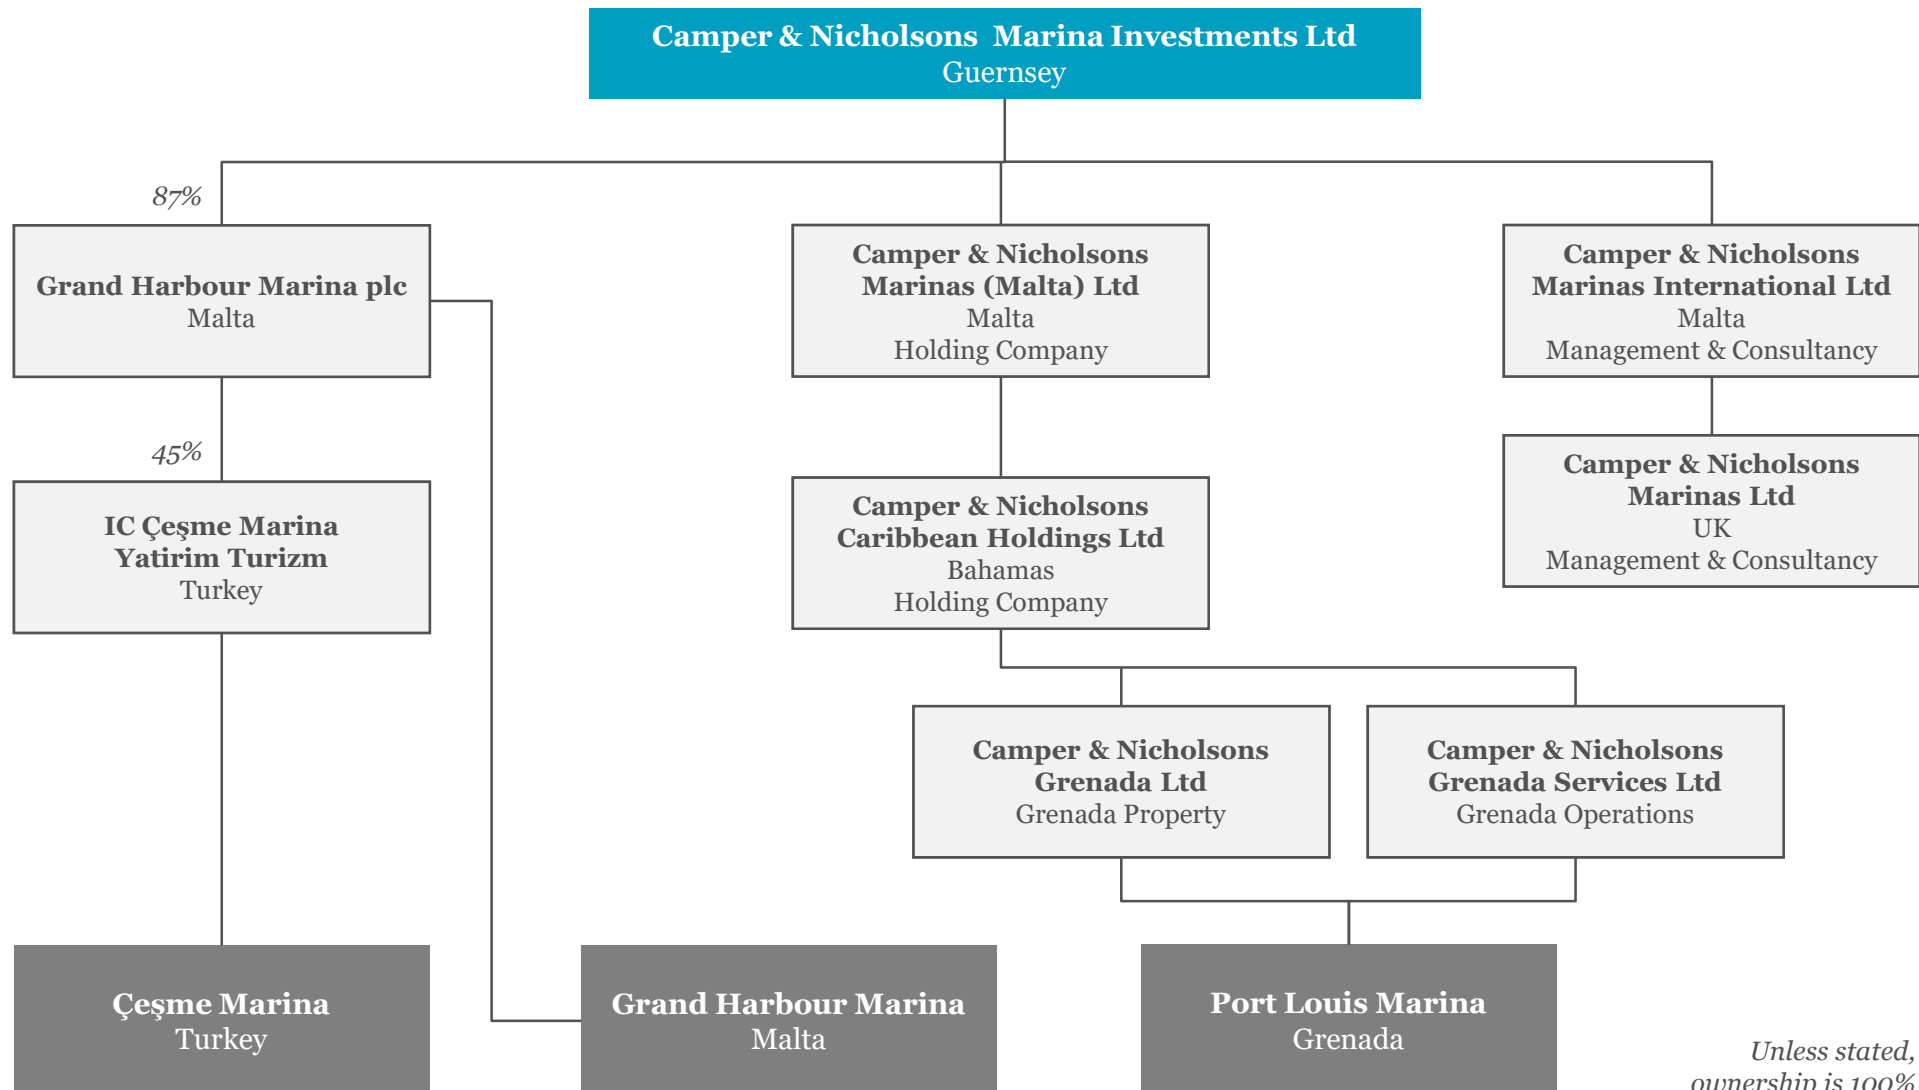 Camper & Nicholsons Marina Investments Ltd
Guernsey
87%
Grand Harbour Marina plc
Malta
Camper & Nicholsons
Marinas (Malta) Ltd
Malta
Holding Company
Camper & Nicholsons
Marinas International Ltd
Malta
Management & Consultancy
45%
IC Çeşme Marina
Yatirim Turizm
Turkey
Camper & Nicholsons
Caribbean Holdings Ltd
Bahamas
Holding Company
Camper & Nicholsons
Marinas Ltd
UK
Management & Consultancy
Camper & Nicholsons
Grenada Ltd
Grenada Property
Camper & Nicholsons
Grenada Services Ltd
Grenada Operations
Çeşme Marina
Turkey
Grand Harbour Marina
Malta
Port Louis Marina
Grenada
Unless stated,
ownership is 100%